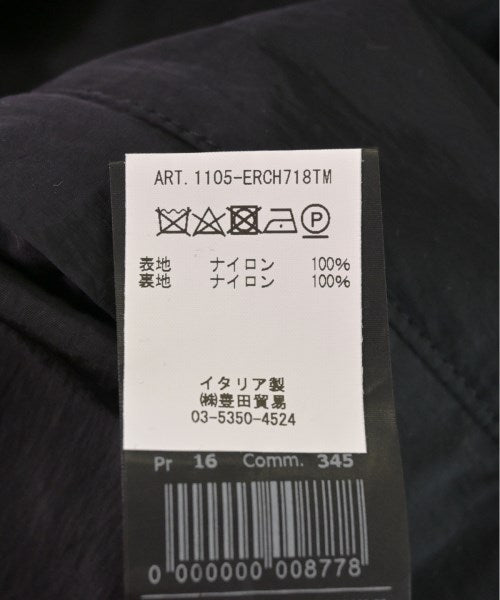 ART. 1105-ERCH718TM
P
表地 ナイロン 100%
裏地 ナイロン 100%
イタリア製
㈱豊田貿易
03-5350-4524
Pr 16 Comm. 345
0 000000 008778